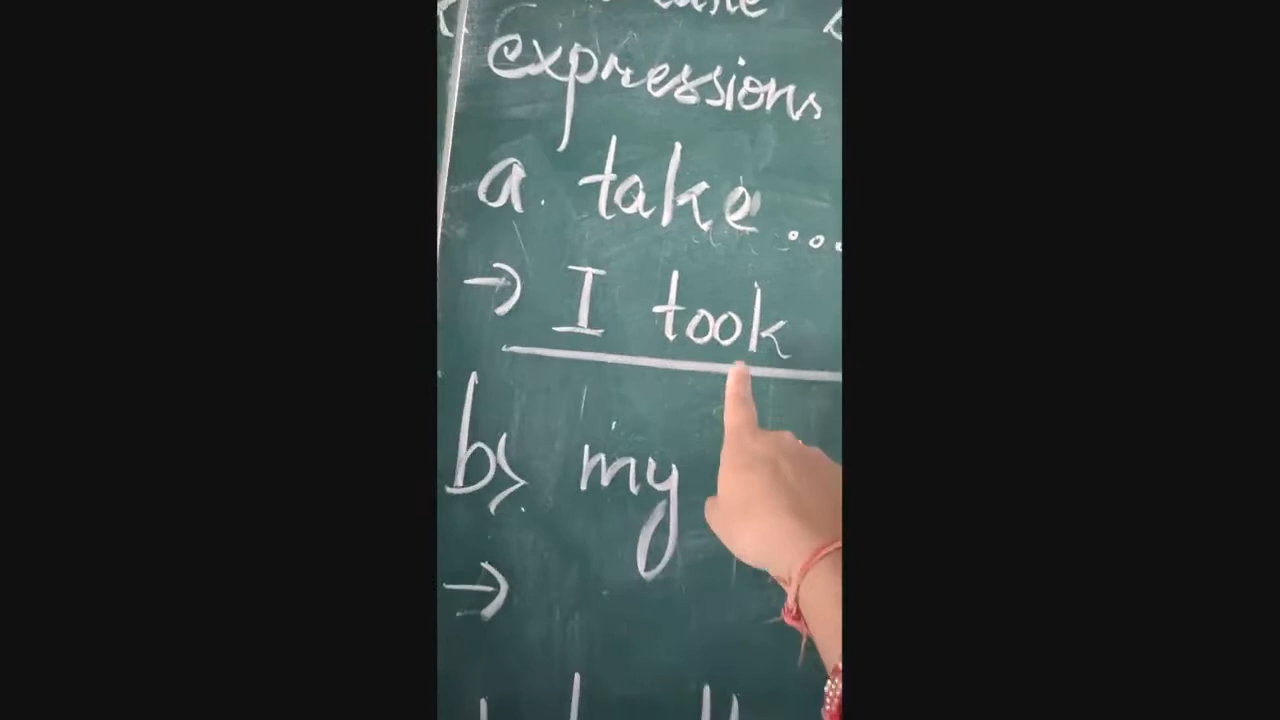 expressions
a. take...
→ I took
b> my
→